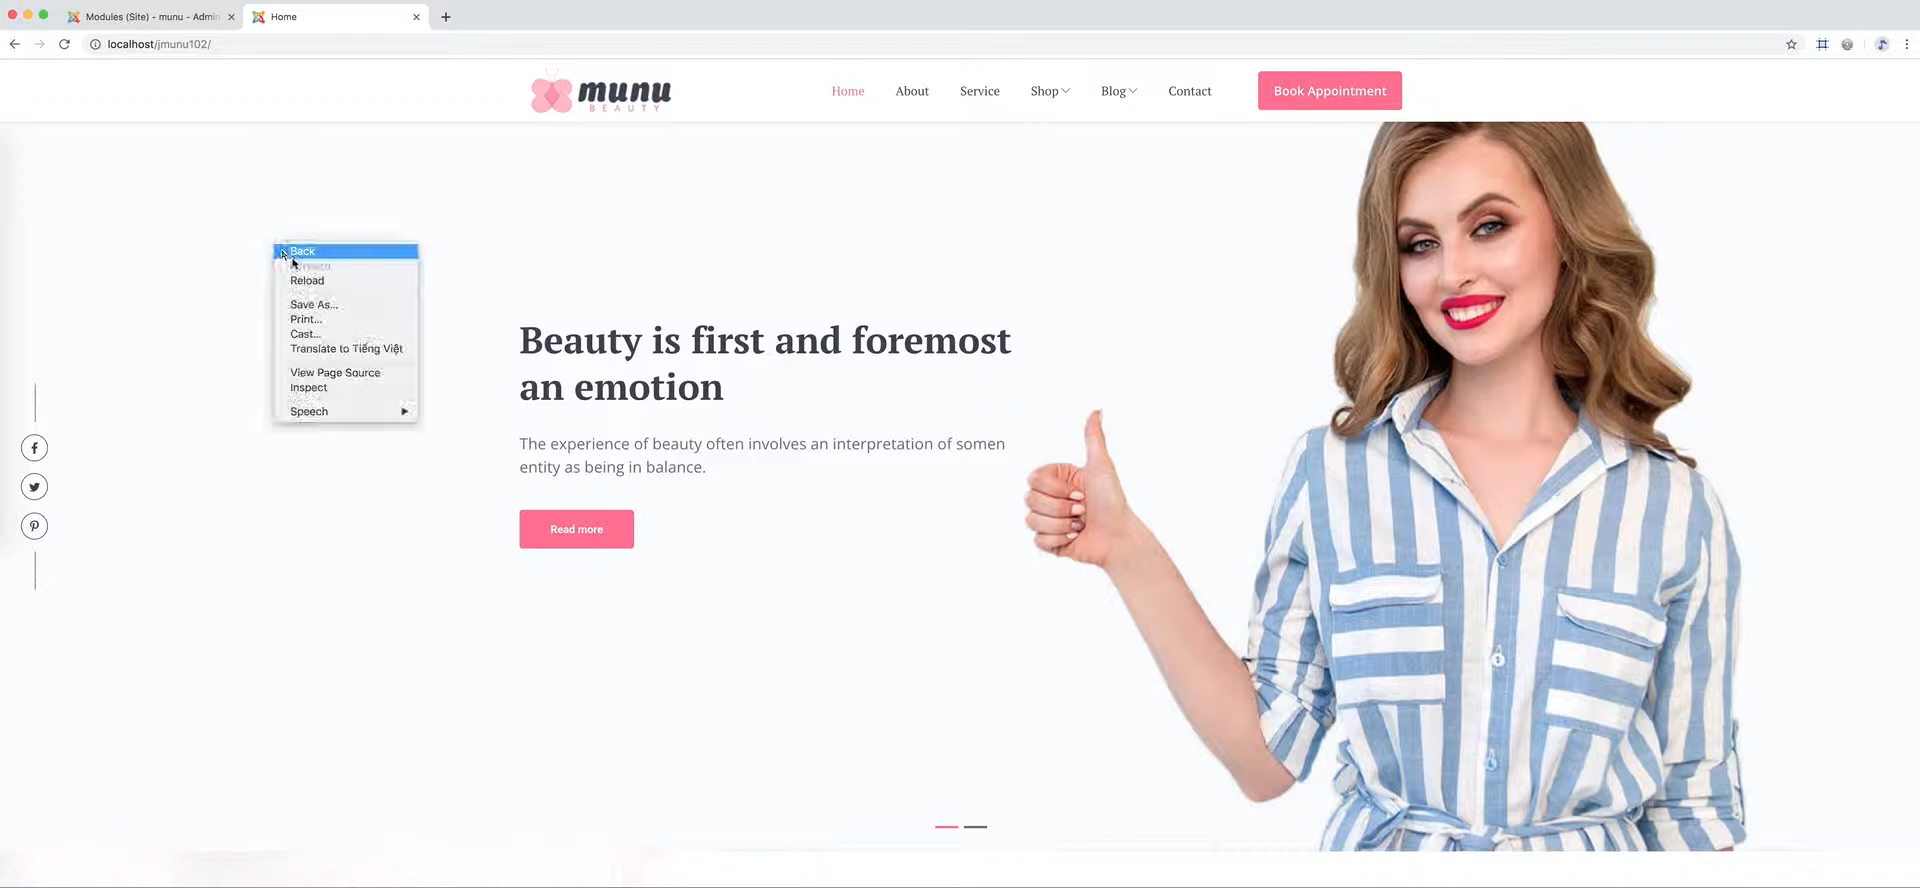 Modules (Site) - munu - Admin
Home
localhost/jmunu102/
munu
BEAUTY
Home
About
Service
Shop
Blog
Contact
Book Appointment
Back
Reload
Save As...
Print...
Cast...
Translate to Tiếng Việt
View Page Source
Inspect
Speech
Beauty is first and foremost
an emotion
The experience of beauty often involves an interpretation of somen
entity as being in balance.
Read more